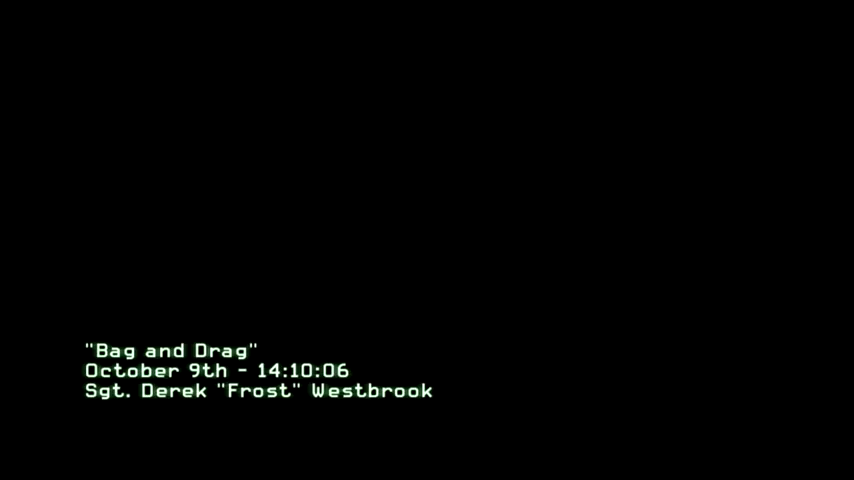 "Bag and Drag"
October 9th - 14:10:06
Sgt. Derek "Frost" Westbrook